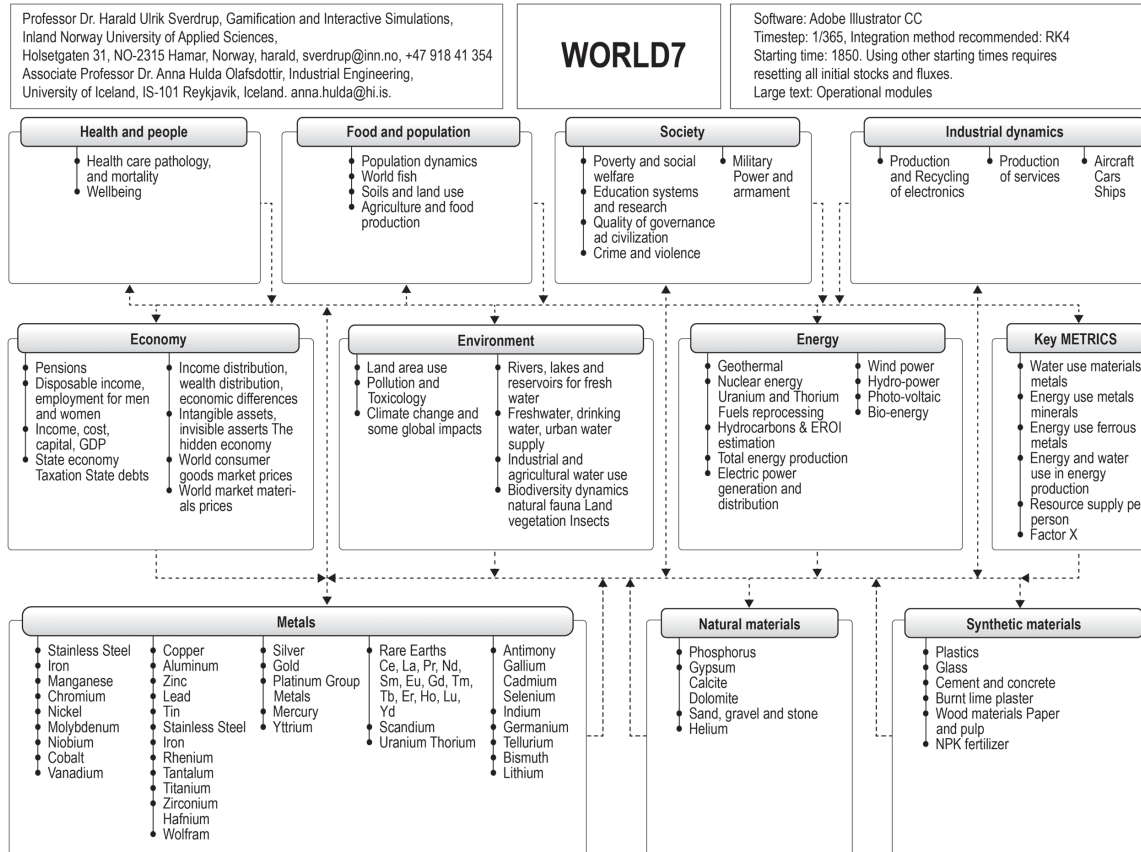 Professor Dr. Harald Ulrik Sverdrup, Gamification and Interactive Simulations,
Inland Norway University of Applied Sciences,
Holsetgaten 31, NO-2315 Hamar, Norway, harald, sverdrup@inn.no, +47 918 41 354
Associate Professor Dr. Anna Hulda Olafsdottir, Industrial Engineering,
University of Iceland, IS-101 Reykjavik, Iceland. anna.hulda@hi.is.
WORLD7
Software: Adobe Illustrator CC
Timestep: 1/365, Integration method recommended: RK4
Starting time: 1850. Using other starting times requires
resetting all initial stocks and fluxes.
Large text: Operational modules
Health and people
Health care pathology,
and mortality
Wellbeing
Food and population
Population dynamics
World fish
Soils and land use
Agriculture and food
production
Society
Poverty and social
welfare
Education systems
and research
Quality of governance
ad civilization
Crime and violence
Military
Power and
armament
Industrial dynamics
Production
and Recycling
of electronics
Production
of services
Aircraft
Cars
Ships
Economy
Pensions
Disposable income,
employment for men
and women
Income, cost,
capital, GDP
State economy
Taxation State debts
Income distribution,
wealth distribution,
economic differences
Intangible assets,
invisible asserts The
hidden economy
World consumer
goods market prices
World market materi-
als prices
Environment
Land area use
Pollution and
Toxicology
Climate change and
some global impacts
Rivers, lakes and
reservoirs for fresh
water
Freshwater, drinking
water, urban water
supply
Industrial and
agricultural water use
Biodiversity dynamics
natural fauna Land
vegetation Insects
Energy
Geothermal
Nuclear energy
Uranium and Thorium
Fuels reprocessing
Hydrocarbons & EROI
estimation
Total energy production
Electric power
generation and
distribution
Wind power
Hydro-power
Photo-voltaic
Bio-energy
Key METRICS
Water use materials
metals
Energy use metals
minerals
Energy use ferrous
metals
Energy and water
use in energy
production
Resource supply pe
person
Factor X
Metals
Stainless Steel
Iron
Manganese
Chromium
Nickel
Molybdenum
Niobium
Cobalt
Vanadium
Copper
Aluminum
Zinc
Lead
Tin
Stainless Steel
Iron
Rhenium
Tantalum
Titanium
Zirconium
Hafnium
Wolfram
Silver
Gold
Platinum Group
Metals
Mercury
Yttrium
Rare Earths
Ce, La, Pr, Nd,
Sm, Eu, Gd, Tm,
Tb, Er, Ho, Lu,
Yd
Scandium
Uranium Thorium
Antimony
Gallium
Cadmium
Selenium
Indium
Germanium
Tellurium
Bismuth
Lithium
Natural materials
Phosphorus
Gypsum
Calcite
Dolomite
Sand, gravel and stone
Helium
Synthetic materials
Plastics
Glass
Cement and concrete
Burnt lime plaster
Wood materials Paper
and pulp
NPK fertilizer